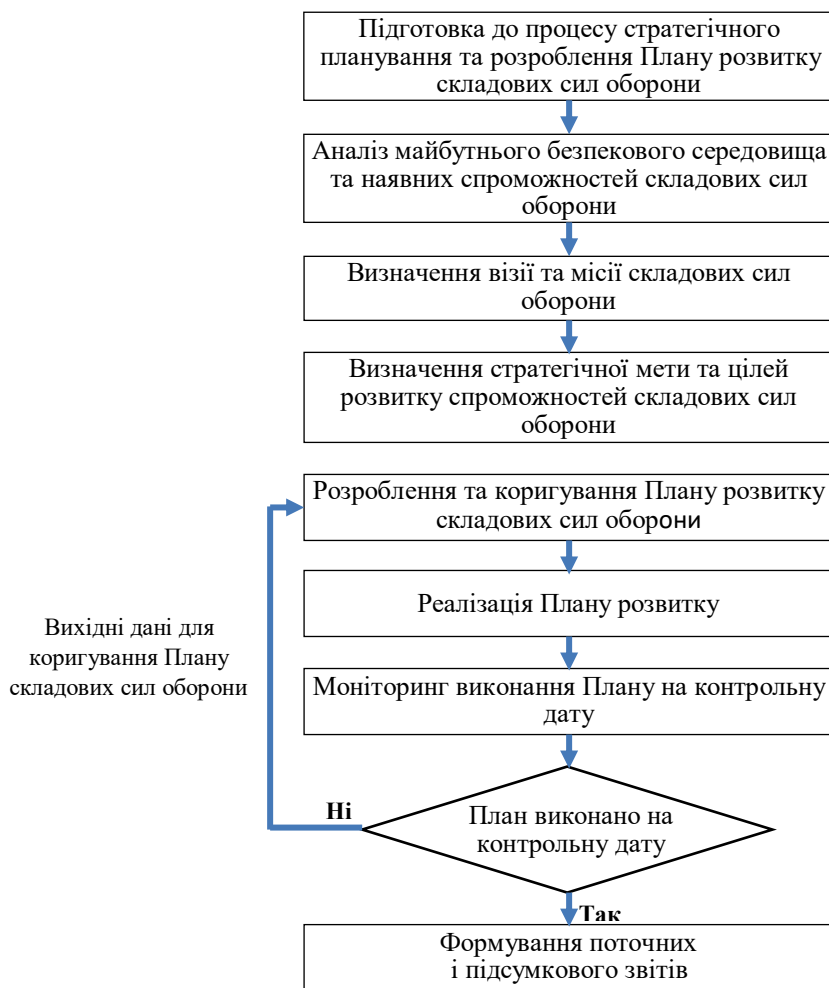 Підготовка до процесу стратегічного
планування та розроблення Плану розвитку
складових сил оборони
Аналіз майбутнього безпекового середовища
та наявних спроможностей складових сил
оборони
Визначення візії та місії складових сил
оборони
Визначення стратегічної мети та цілей
розвитку спроможностей складових сил
оборони
Розроблення та коригування Плану розвитку
складових сил оборони
Реалізація Плану розвитку
Вихідні дані для
коригування Плану
складових сил оборони
Моніторинг виконання Плану на контрольну
дату
Ні
План виконано на
контрольну дату
Так
Формування поточних
і підсумкового звітів